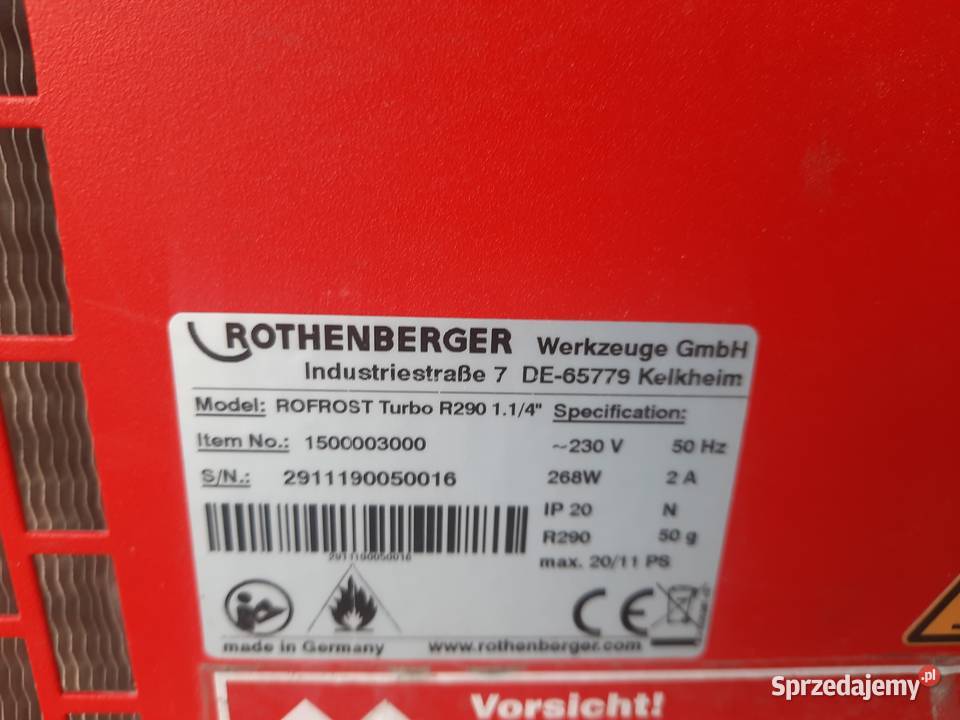 ROTHENBERGER Werkzeuge GmbH
Industriestraße 7 DE-65779 Kelkheim
Model: ROFROST Turbo R290 1.1/4" Specification:
Item No.: 1500003000 ~230 V 50 Hz
S/N.: 2911190050016 268W 2 A
IP 20 N
R290 50 g
2911190050016 max. 20/11 PS
CE
made in Germany www.rothenberger.com
Vorsicht!
Sprzedajemy.pl